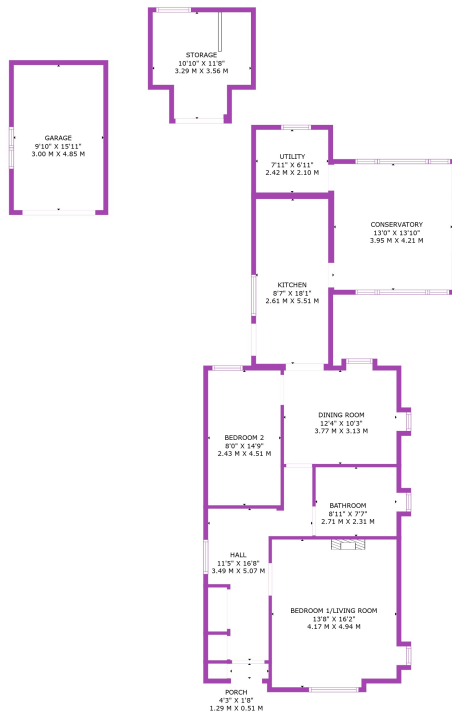 STORAGE
10'10" X 11'8"
3.29 M X 3.56 M
GARAGE
9'10" X 15'11"
3.00 M X 4.85 M
UTILITY
7'11" X 6'11"
2.42 M X 2.10 M
CONSERVATORY
13'0" X 13'10"
3.95 M X 4.21 M
KITCHEN
8'7" X 18'1"
2.61 M X 5.51 M
DINING ROOM
12'4" X 10'3"
3.77 M X 3.13 M
BEDROOM 2
8'0" X 14'9"
2.43 M X 4.51 M
BATHROOM
8'11" X 7'7"
2.71 M X 2.31 M
HALL
11'5" X 16'8"
3.49 M X 5.07 M
BEDROOM 1/LIVING ROOM
13'8" X 16'2"
4.17 M X 4.94 M
PORCH
4'3" X 1'8"
1.29 M X 0.51 M